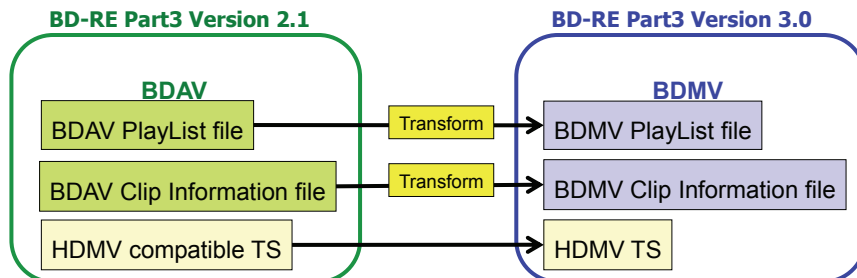 BD-RE Part3 Version 2.1
BD-RE Part3 Version 3.0
BDAV
BDMV
BDAV PlayList file
Transform
BDMV PlayList file
BDAV Clip Information file
Transform
BDMV Clip Information file
HDMV compatible TS
HDMV TS